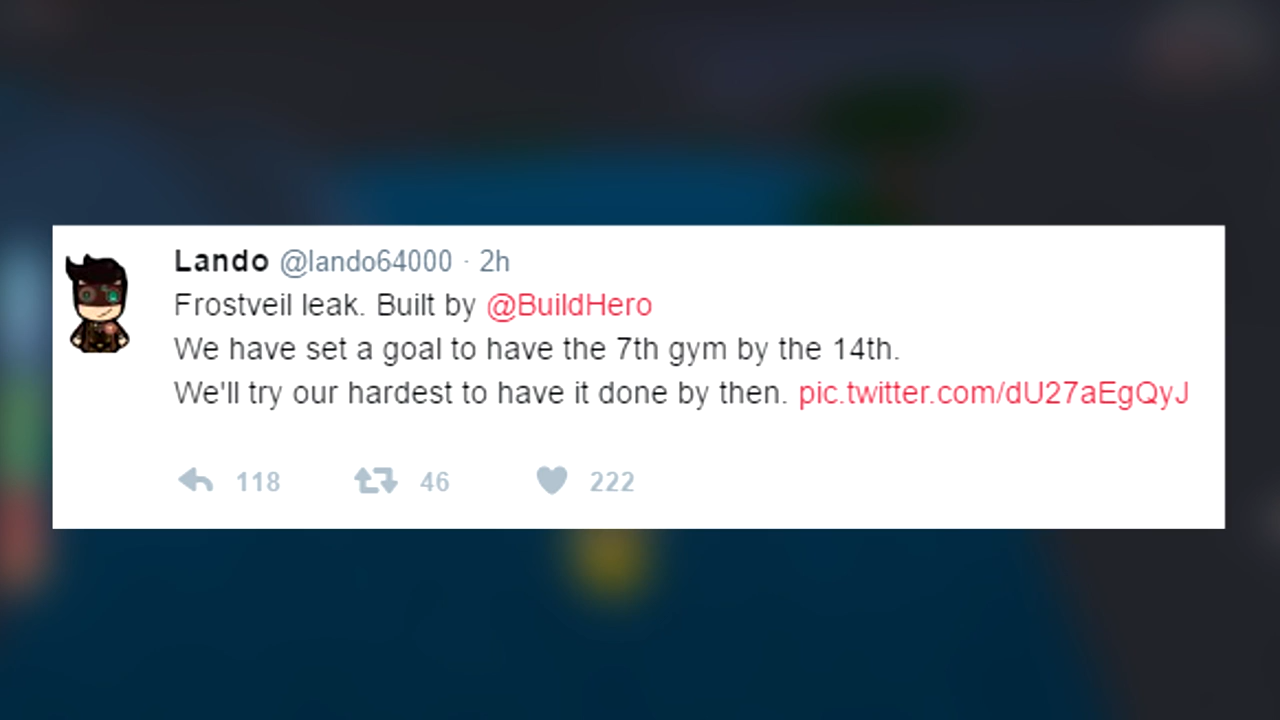 Lando @lando64000 · 2h
Frostveil leak. Built by @BuildHero
We have set a goal to have the 7th gym by the 14th.
We'll try our hardest to have it done by then. pic.twitter.com/dU27aEgQyJ
118 46 222